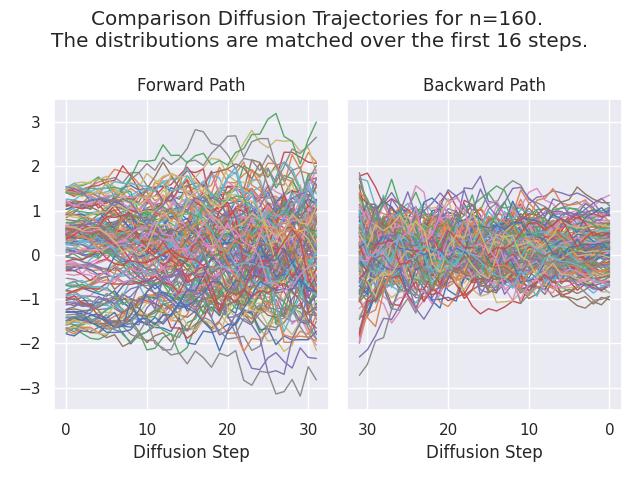 Comparison Diffusion Trajectories for n=160.
The distributions are matched over the first 16 steps.
Forward Path
Backward Path
3
2
1
0
−1
−2
−3
0 10 20 30
30 20 10 0
Diffusion Step
Diffusion Step